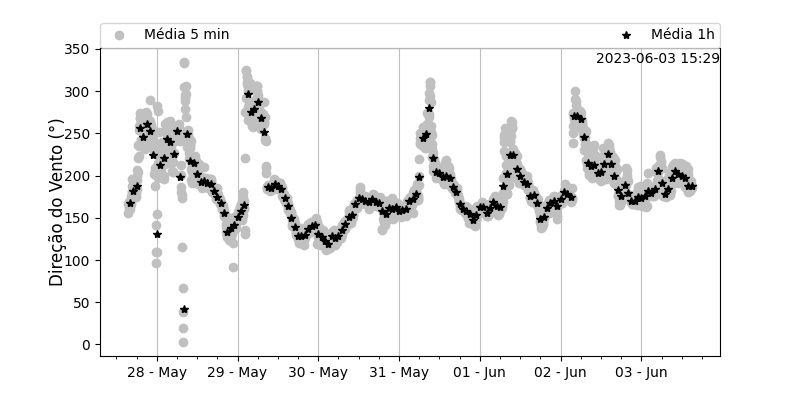 Média 5 min
Média 1h
2023-06-03 15:29
Direção do Vento (°)
350
300
250
200
150
100
50
0
28 - May
29 - May
30 - May
31 - May
01 - Jun
02 - Jun
03 - Jun